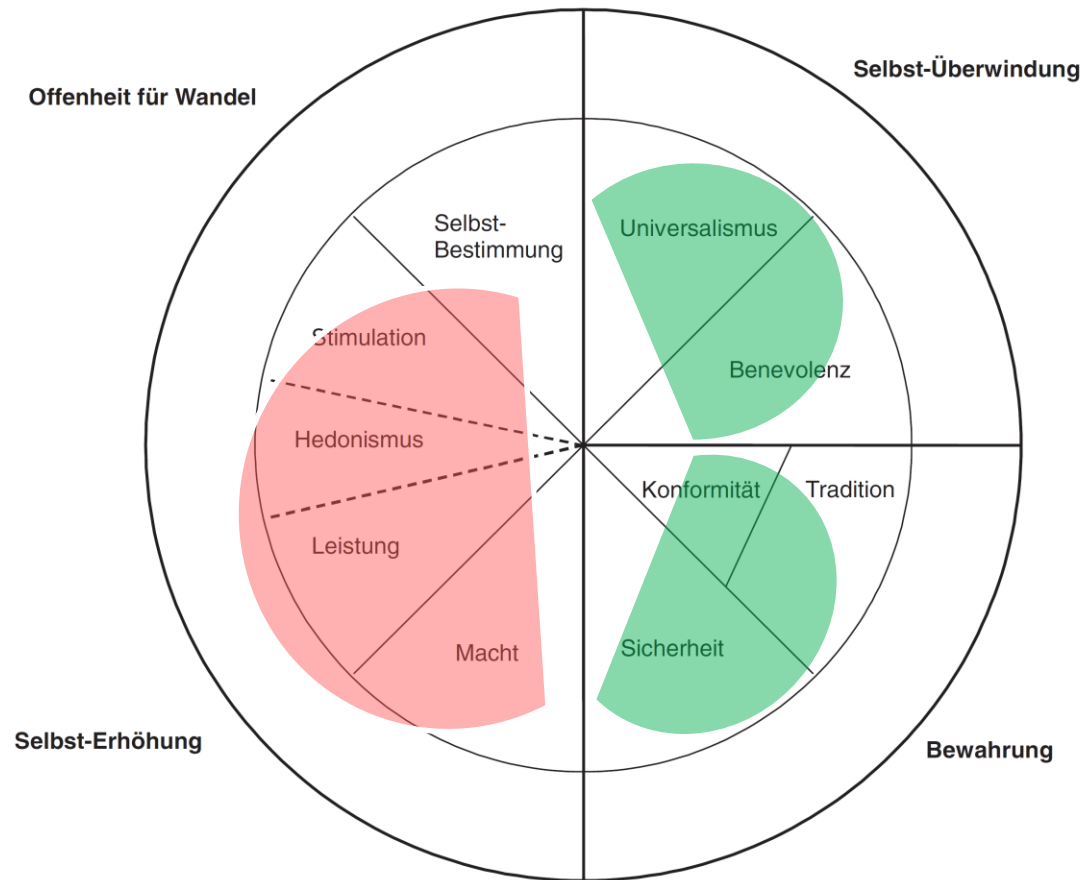 Offenheit für Wandel
Selbst-Überwindung
Selbst-
Bestimmung
Universalismus
Stimulation
Benevolenz
Hedonismus
Konformität
Tradition
Leistung
Macht
Sicherheit
Selbst-Erhöhung
Bewahrung